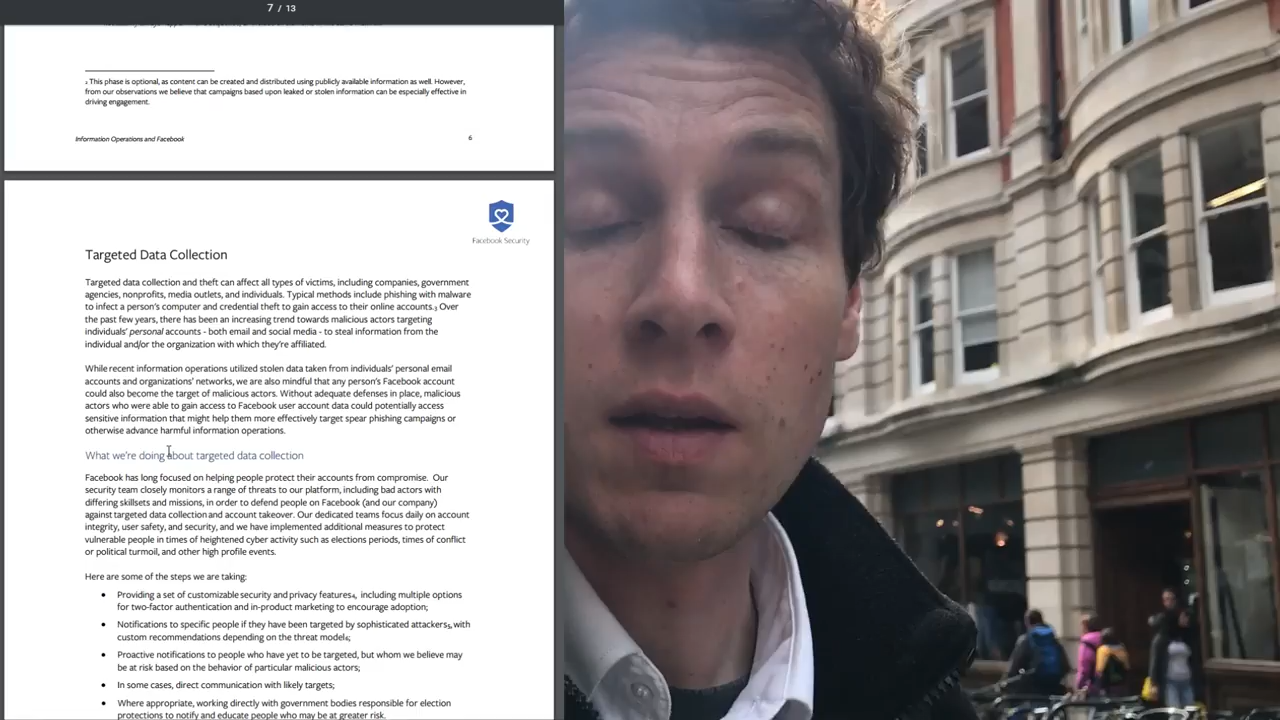 7 / 13
₂ This phase is optional, as content can be created and distributed using publicly available information as well. However,
from our observations we believe that campaigns based upon leaked or stolen information can be especially effective in
driving engagement.
Information Operations and Facebook
6
Facebook Security
Targeted Data Collection
Targeted data collection and theft can affect all types of victims, including companies, government
agencies, nonprofits, media outlets, and individuals. Typical methods include phishing with malware
to infect a person's computer and credential theft to gain access to their online accounts.₃ Over
the past few years, there has been an increasing trend towards malicious actors targeting
individuals' personal accounts - both email and social media - to steal information from the
individual and/or the organization with which they're affiliated.
While recent information operations utilized stolen data taken from individuals' personal email
accounts and organizations' networks, we are also mindful that any person's Facebook account
could also become the target of malicious actors. Without adequate defenses in place, malicious
actors who were able to gain access to Facebook user account data could potentially access
sensitive information that might help them more effectively target spear phishing campaigns or
otherwise advance harmful information operations.
What we're doing about targeted data collection
Facebook has long focused on helping people protect their accounts from compromise. Our
security team closely monitors a range of threats to our platform, including bad actors with
differing skillsets and missions, in order to defend people on Facebook (and our company)
against targeted data collection and account takeover. Our dedicated teams focus daily on account
integrity, user safety, and security, and we have implemented additional measures to protect
vulnerable people in times of heightened cyber activity such as elections periods, times of conflict
or political turmoil, and other high profile events.
Here are some of the steps we are taking:
• Providing a set of customizable security and privacy features₄, including multiple options
for two-factor authentication and in-product marketing to encourage adoption;
• Notifications to specific people if they have been targeted by sophisticated attackers₅, with
custom recommendations depending on the threat model₆;
• Proactive notifications to people who have yet to be targeted, but whom we believe may
be at risk based on the behavior of particular malicious actors;
• In some cases, direct communication with likely targets;
• Where appropriate, working directly with government bodies responsible for election
protections to notify and educate people who may be at greater risk.